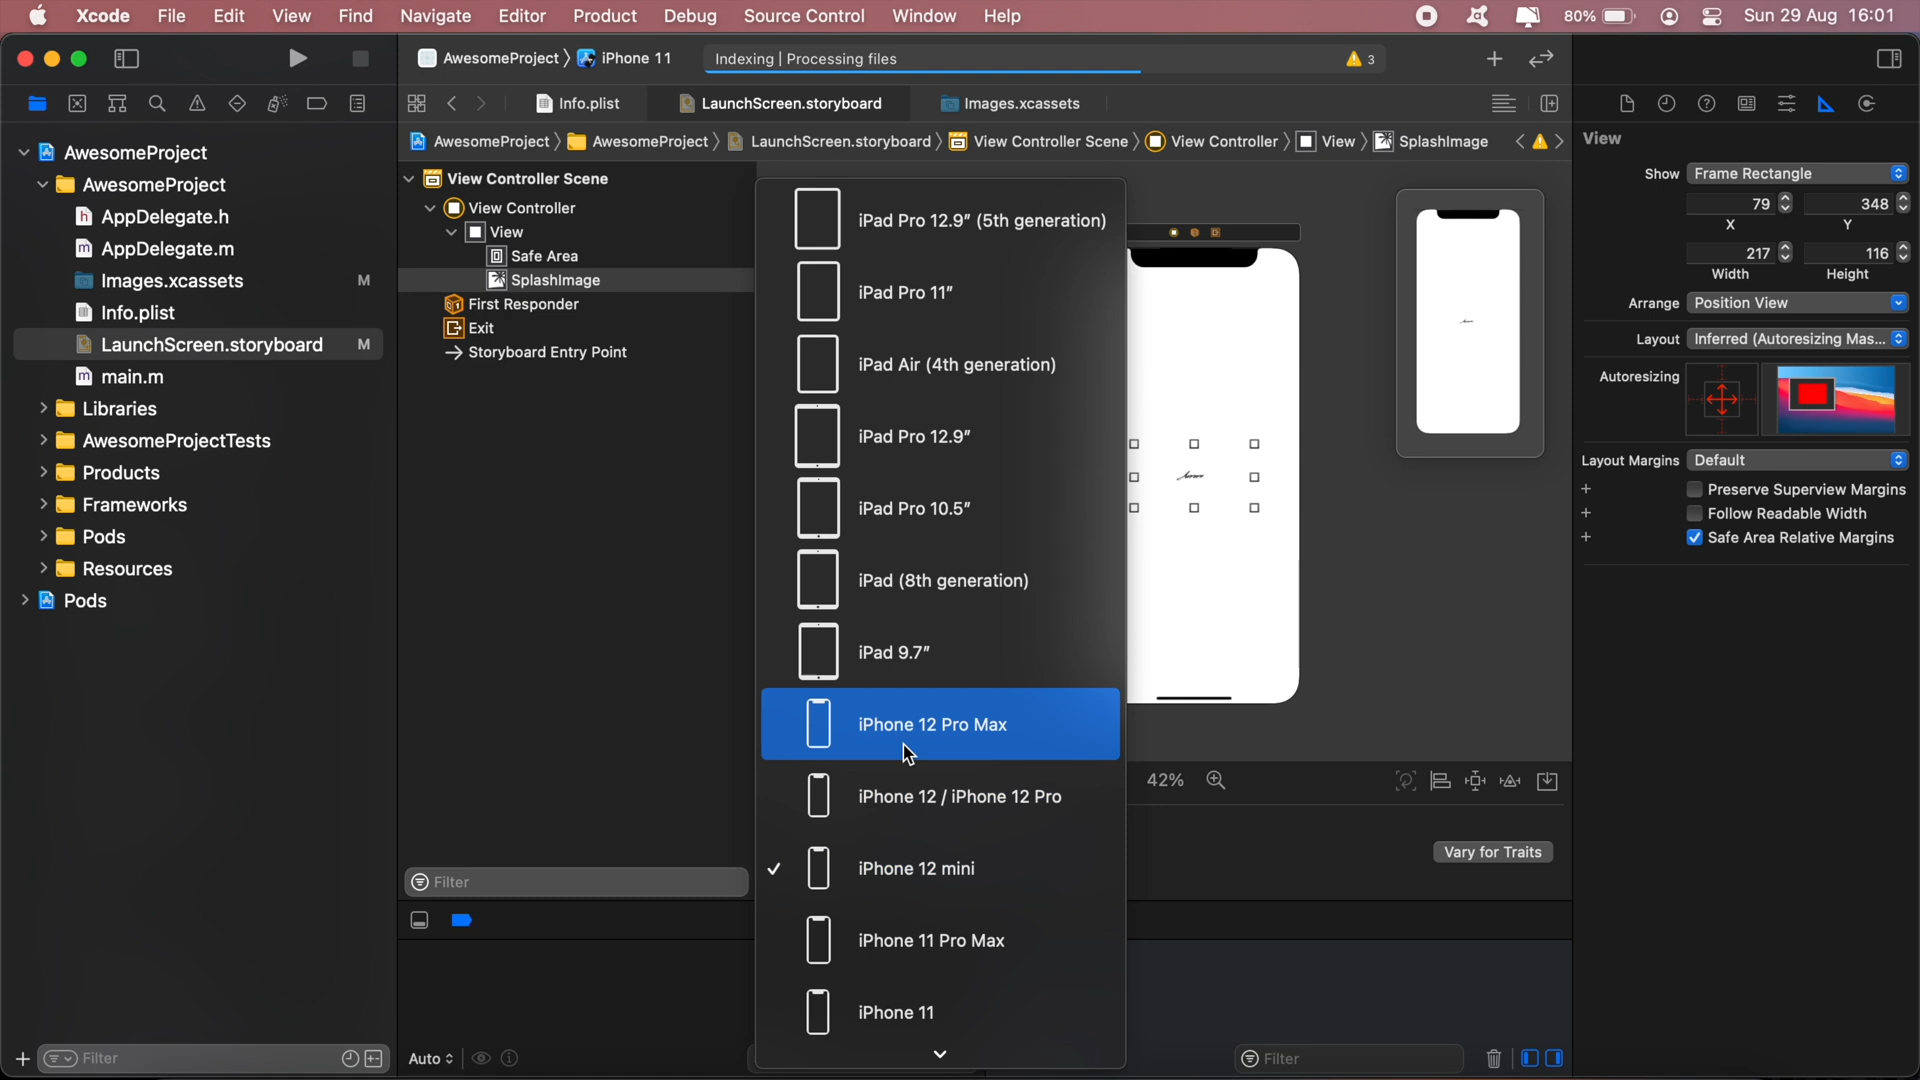 Xcode File Edit View Find Navigate Editor Product Debug Source Control Window Help 80% Sun 29 Aug 16:01
AwesomeProject iPhone 11 Indexing | Processing files 3
Info.plist LaunchScreen.storyboard Images.xcassets
AwesomeProject AwesomeProject LaunchScreen.storyboard View Controller Scene View Controller View SplashImage
AwesomeProject
AwesomeProject
h AppDelegate.h
m AppDelegate.m
Images.xcassets M
Info.plist
LaunchScreen.storyboard M
m main.m
Libraries
AwesomeProjectTests
Products
Frameworks
Pods
Resources
Pods
Filter
View Controller Scene
View Controller
View
Safe Area
SplashImage
First Responder
Exit
Storyboard Entry Point
Filter
Auto
iPad Pro 12.9" (5th generation)
iPad Pro 11"
iPad Air (4th generation)
iPad Pro 12.9"
iPad Pro 10.5"
iPad (8th generation)
iPad 9.7"
iPhone 12 Pro Max
iPhone 12 / iPhone 12 Pro
iPhone 12 mini
iPhone 11 Pro Max
iPhone 11
42%
Vary for Traits
Filter
View
Show Frame Rectangle
79 348
X Y
217 116
Width Height
Arrange Position View
Layout Inferred (Autoresizing Mas...
Autoresizing
Layout Margins Default
Preserve Superview Margins
Follow Readable Width
Safe Area Relative Margins